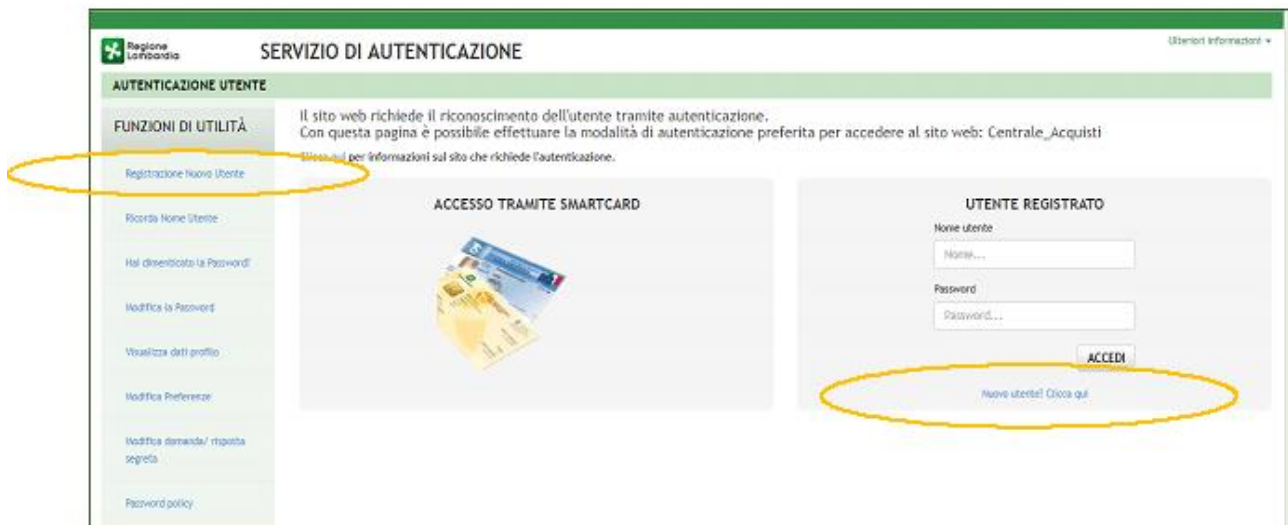 Regione
Lombardia
SERVIZIO DI AUTENTICAZIONE
Ulteriori informazioni
AUTENTICAZIONE UTENTE
FUNZIONI DI UTILITÀ
Registrazione Nuovo Utente
Ricorda Nome Utente
Hai dimenticato la Password?
Modifica la Password
Visualizza dati profilo
Modifica Preferenze
Modifica domanda/ risposta
segreta
Password policy
Il sito web richiede il riconoscimento dell'utente tramite autenticazione.
Con questa pagina è possibile effettuare la modalità di autenticazione preferita per accedere al sito web: Centrale_Acquisti
Clicca qui per informazioni sul sito che richiede l'autenticazione.
ACCESSO TRAMITE SMARTCARD
UTENTE REGISTRATO
Nome utente
Nome...
Password
Password...
ACCEDI
Nuovo utente? Clicca qui